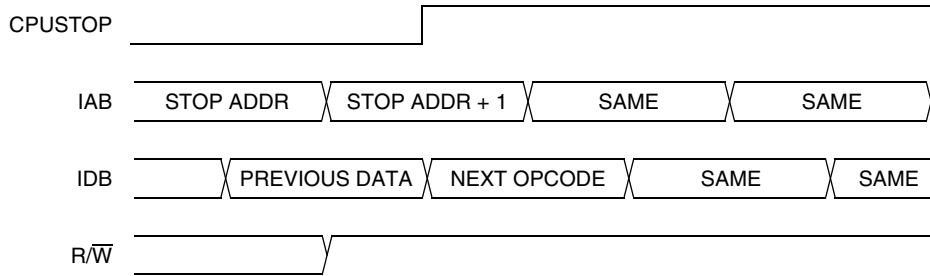 CPUSTOP
IAB STOP ADDR STOP ADDR + 1 SAME SAME
IDB PREVIOUS DATA NEXT OPCODE SAME SAME
R/W̅